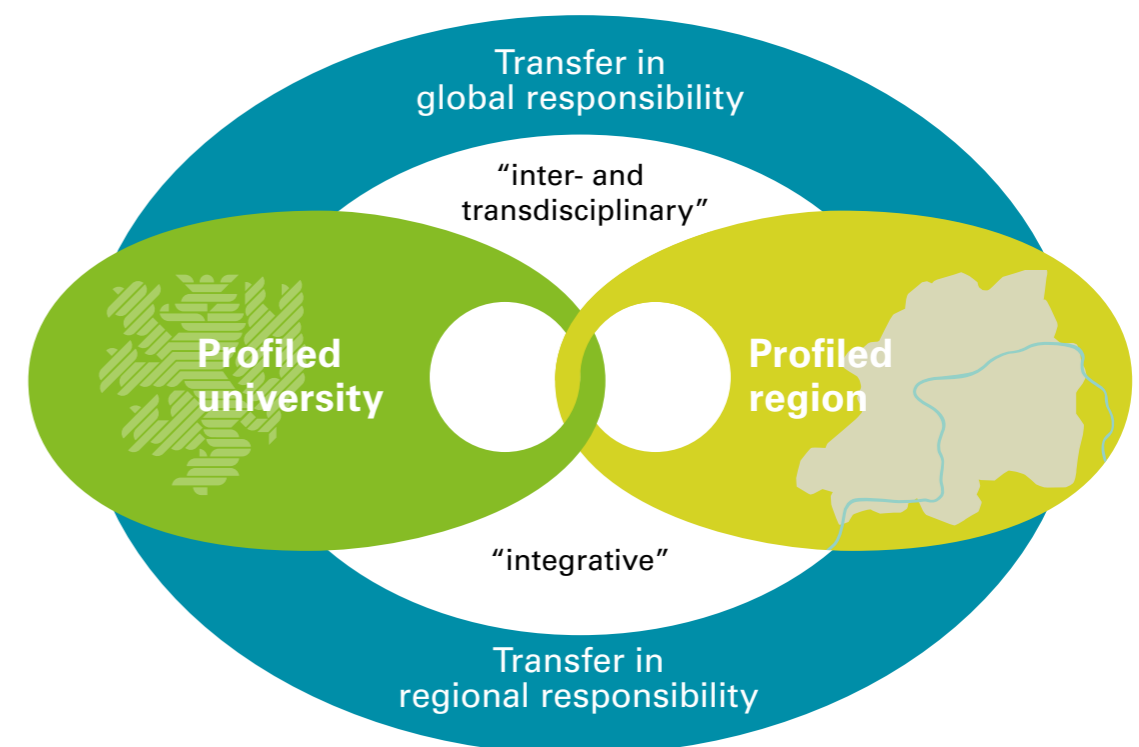 Transfer in
global responsibility
“inter- and
transdisciplinary”
Profiled
university
Profiled
region
“integrative”
Transfer in
regional responsibility